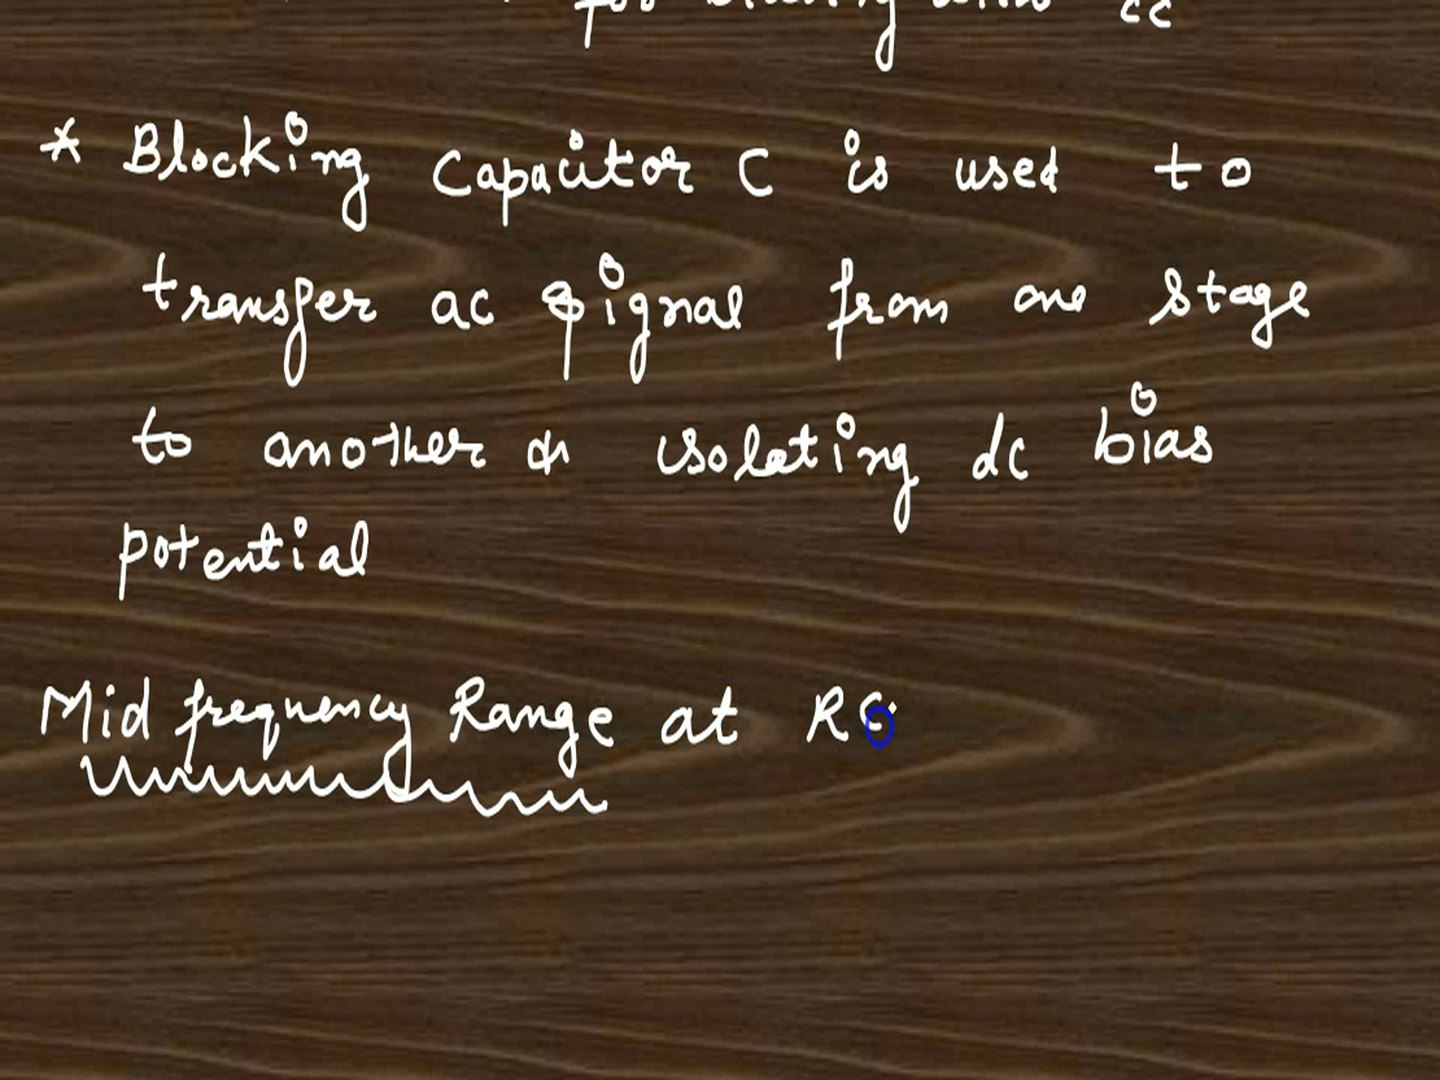 for
* Blocking Capacitor C is used to
transfer ac signal from one stage
to another & isolating dc bias
potential
Mid frequency Range at RC